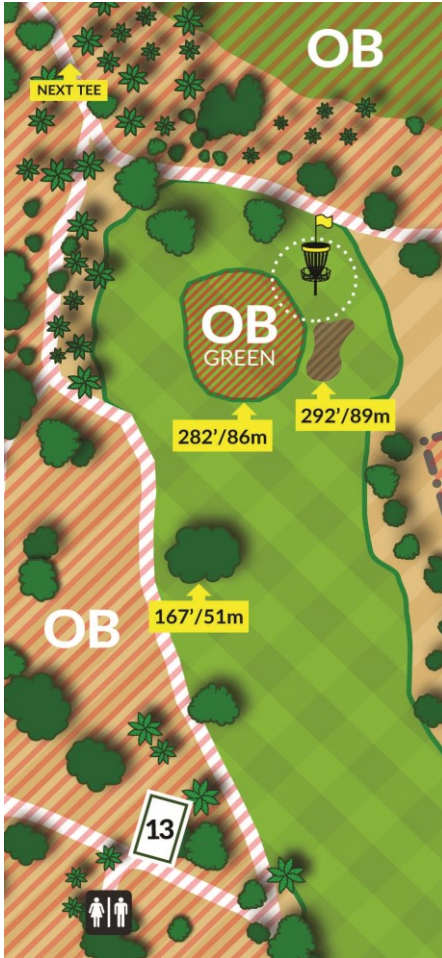 OB
NEXT TEE
OB
GREEN
292'/89m
282'/86m
167'/51m
OB
13